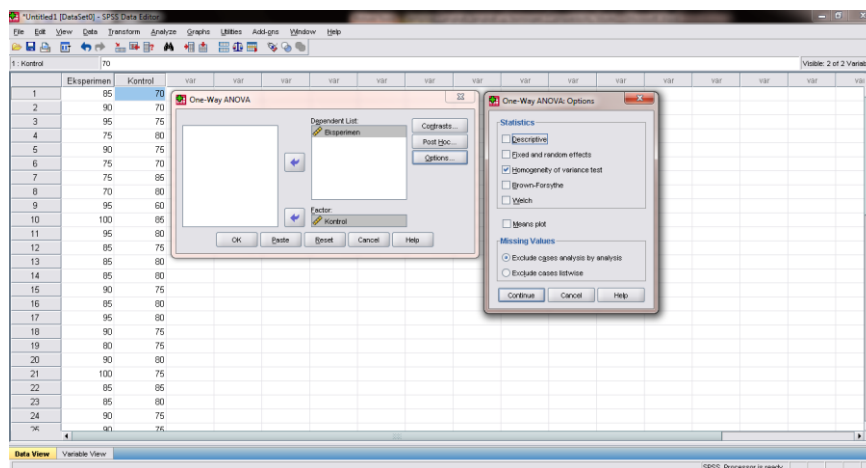 *Untitled1 [DataSet0] - SPSS Data Editor
File Edit View Data Transform Analyze Graphs Utilities Add-ons Window Help
1 : Kontrol 70 Visible: 2 of 2 Variab
Eksperimen Kontrol var var var var var var var var var var var var
1 85 70
2 90 70
3 95 75
4 75 80
5 90 75
6 75 70
7 75 85
8 70 80
9 95 60
10 100 85
11 95 80
12 85 75
13 85 80
14 85 80
15 90 75
16 85 80
17 95 80
18 90 75
19 80 75
20 90 80
21 100 75
22 85 85
23 85 80
24 90 75
25 90 75
One-Way ANOVA
Dependent List:
Eksperimen
Contrasts...
Post Hoc...
Options...
Factor:
Kontrol
OK Paste Reset Cancel Help
One-Way ANOVA: Options
Statistics
Descriptive
Fixed and random effects
Homogeneity of variance test
Brown-Forsythe
Welch
Means plot
Missing Values
Exclude cases analysis by analysis
Exclude cases listwise
Continue Cancel Help
Data View Variable View
SPSS Processor is ready